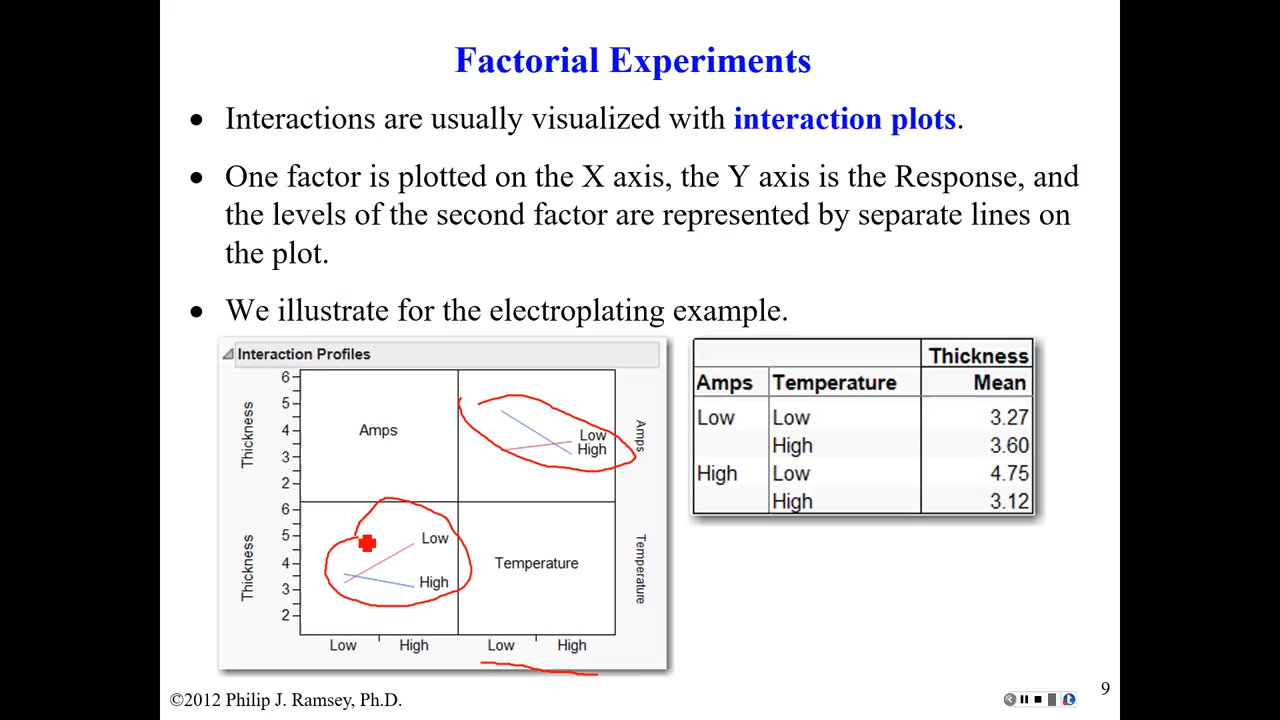 Factorial Experiments
• Interactions are usually visualized with interaction plots.
• One factor is plotted on the X axis, the Y axis is the Response, and
the levels of the second factor are represented by separate lines on
the plot.
• We illustrate for the electroplating example.
Interaction Profiles
Thickness
6
5
4
3
2
Amps
Low
High
Amps
Thickness
6
5
4
3
2
Low
High
Temperature
Temperature
Low High Low High
Thickness
Amps Temperature Mean
Low Low 3.27
High 3.60
High Low 4.75
High 3.12
©2012 Philip J. Ramsey, Ph.D.
t
9